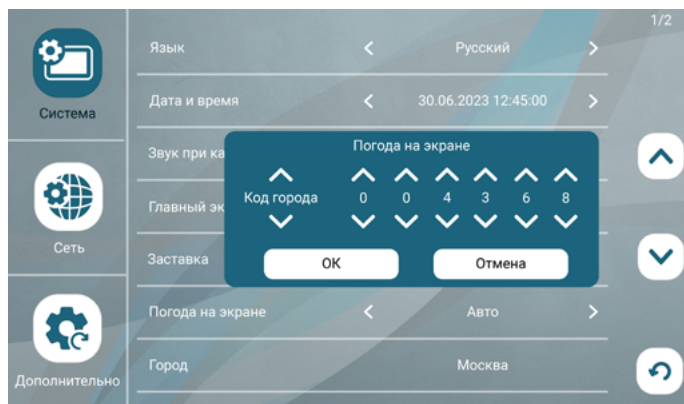 1/2
Язык
Русский
Дата и время
30.06.2023 12:45:00
Система
Звук при ка
Погода на экране
Код города 0 0 4 3 6 8
Главный эк
Сеть
Заставка
ОК
Отмена
Погода на экране
Авто
Город
Москва
Дополнительно